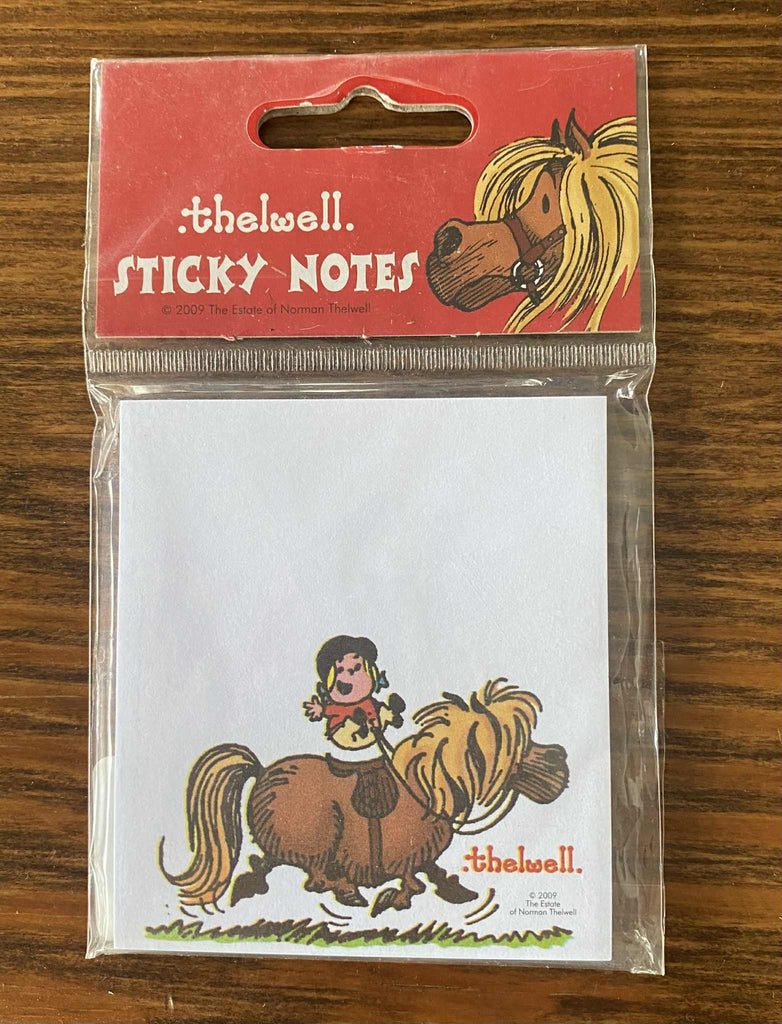 :thelwell.
STICKY NOTES
© 2009 The Estate of Norman Thelwell
:thelwell.
© 2009
The Estate
of Norman Thelwell